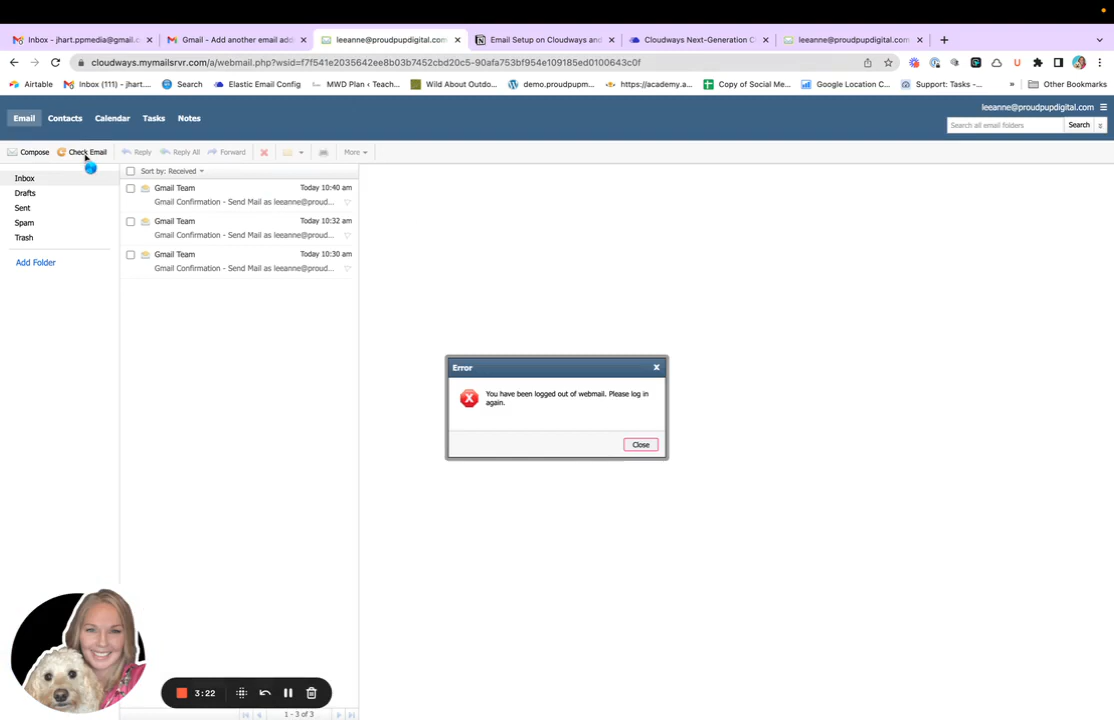 Inbox - jhart.ppmedia@gmail.c
Gmail - Add another email add
leeanne@proudpupdigital.com
Email Setup on Cloudways and
Cloudways Next-Generation C
leeanne@proudpupdigital.com
cloudways.mymailsrvr.com/a/webmail.php?wsid=f7f541e2035642ee8b03b7452cbd20c5-90afa753bf954e109185ed0100643c0f
Airtable
Inbox (111) - jhart....
Search
Elastic Email Config
MWD Plan ‹ Teach...
Wild About Outdo...
demo.proudpupm...
https://academy.a...
Copy of Social Me...
Google Location C...
Support: Tasks -...
»
Other Bookmarks
leeanne@proudpupdigital.com
Email
Contacts
Calendar
Tasks
Notes
Search all email folders
Search
Compose
Check Email
Reply
Reply All
Forward
More
Inbox
Drafts
Sent
Spam
Trash
Add Folder
Sort by: Received
Gmail Team
Today 10:40 am
Gmail Confirmation - Send Mail as leeanne@proud...
Gmail Team
Today 10:32 am
Gmail Confirmation - Send Mail as leeanne@proud...
Gmail Team
Today 10:30 am
Gmail Confirmation - Send Mail as leeanne@proud...
Error
X
You have been logged out of webmail. Please log in
again.
Close
3:22
1 - 3 of 3